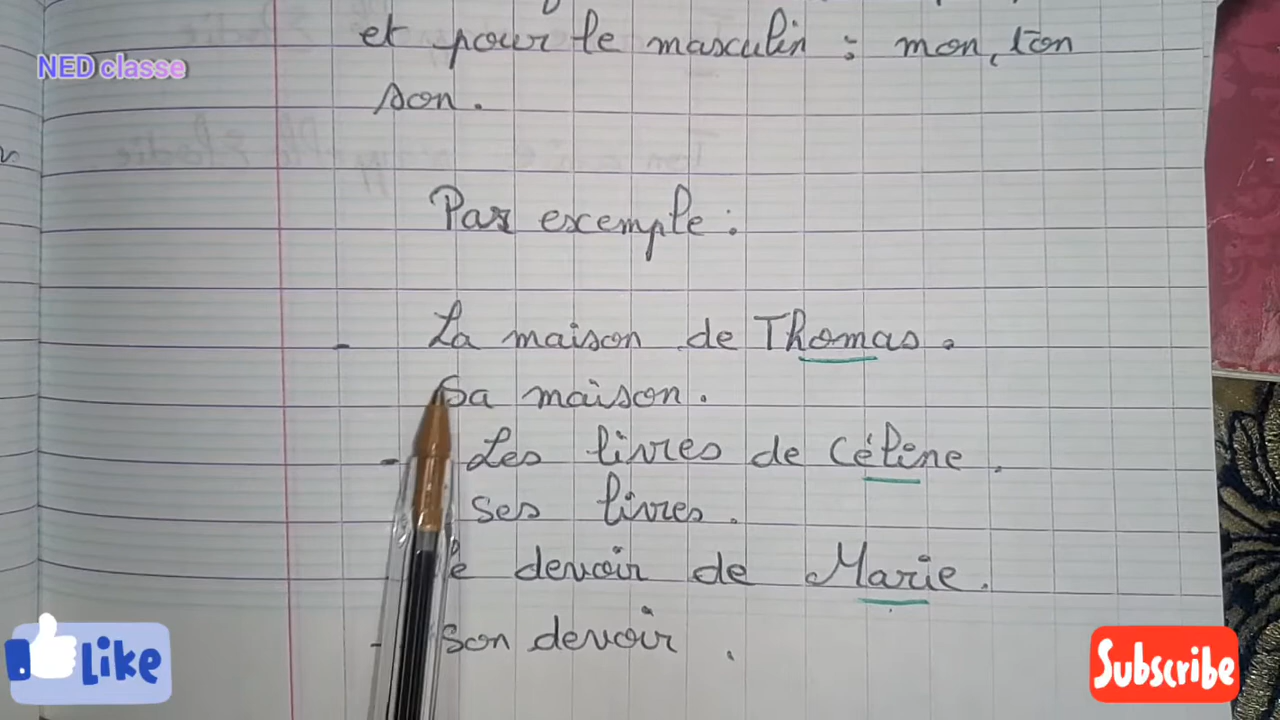 et pour le masculin : mon, ton
son.
NED classe
Par exemple :
- La maison de Thomas.
Sa maison.
- Les livres de Céline.
ses livres.
le devoir de Marie.
- son devoir.
Like
Subscribe